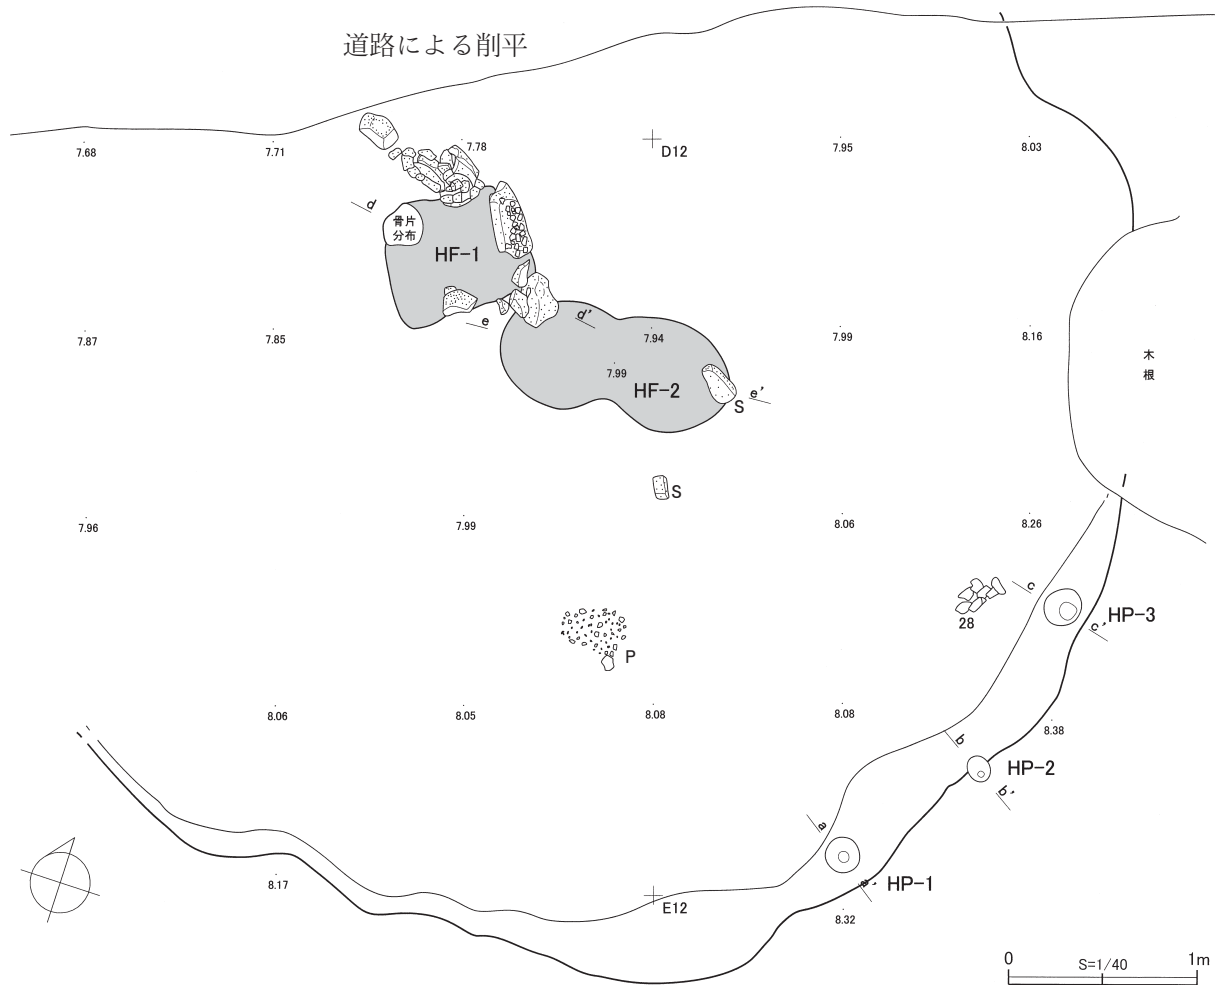 道路による削平
7.68
7.71
7.78
D12
7.95
8.03
d
骨片
分布
HF-1
e
d'
7.87
7.85
7.94
7.99
8.16
木
根
7.99
HF-2
e'
S
S
7.96
7.99
8.06
8.26
c
28
HP-3
c'
P
8.06
8.05
8.08
8.08
8.38
b
HP-2
b'
a
8.17
a'
HP-1
E12
8.32
0
S=1/40
1m